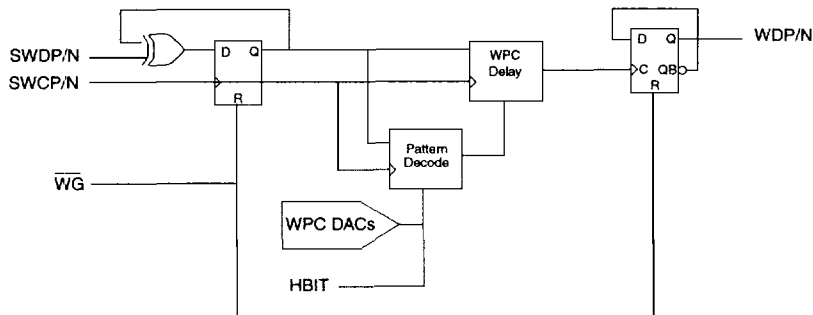 SWDP/N
SWCP/N
D Q
R
WPC
Delay
D Q
C QB
R
WDP/N
Pattern
Decode
WG
WPC DACs
HBIT